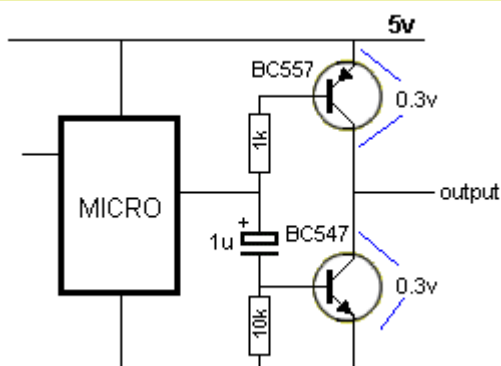 5v
BC557
0.3v
1k
MICRO
output
+
1u
BC547
0.3v
10k